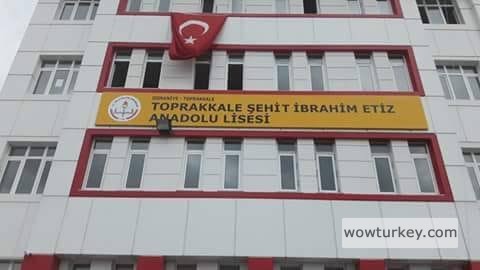 OSMANİYE - TOPRAKKALE
TOPRAKKALE ŞEHİT İBRAHİM ETİZ
ANADOLU LİSESİ
wowturkey.com